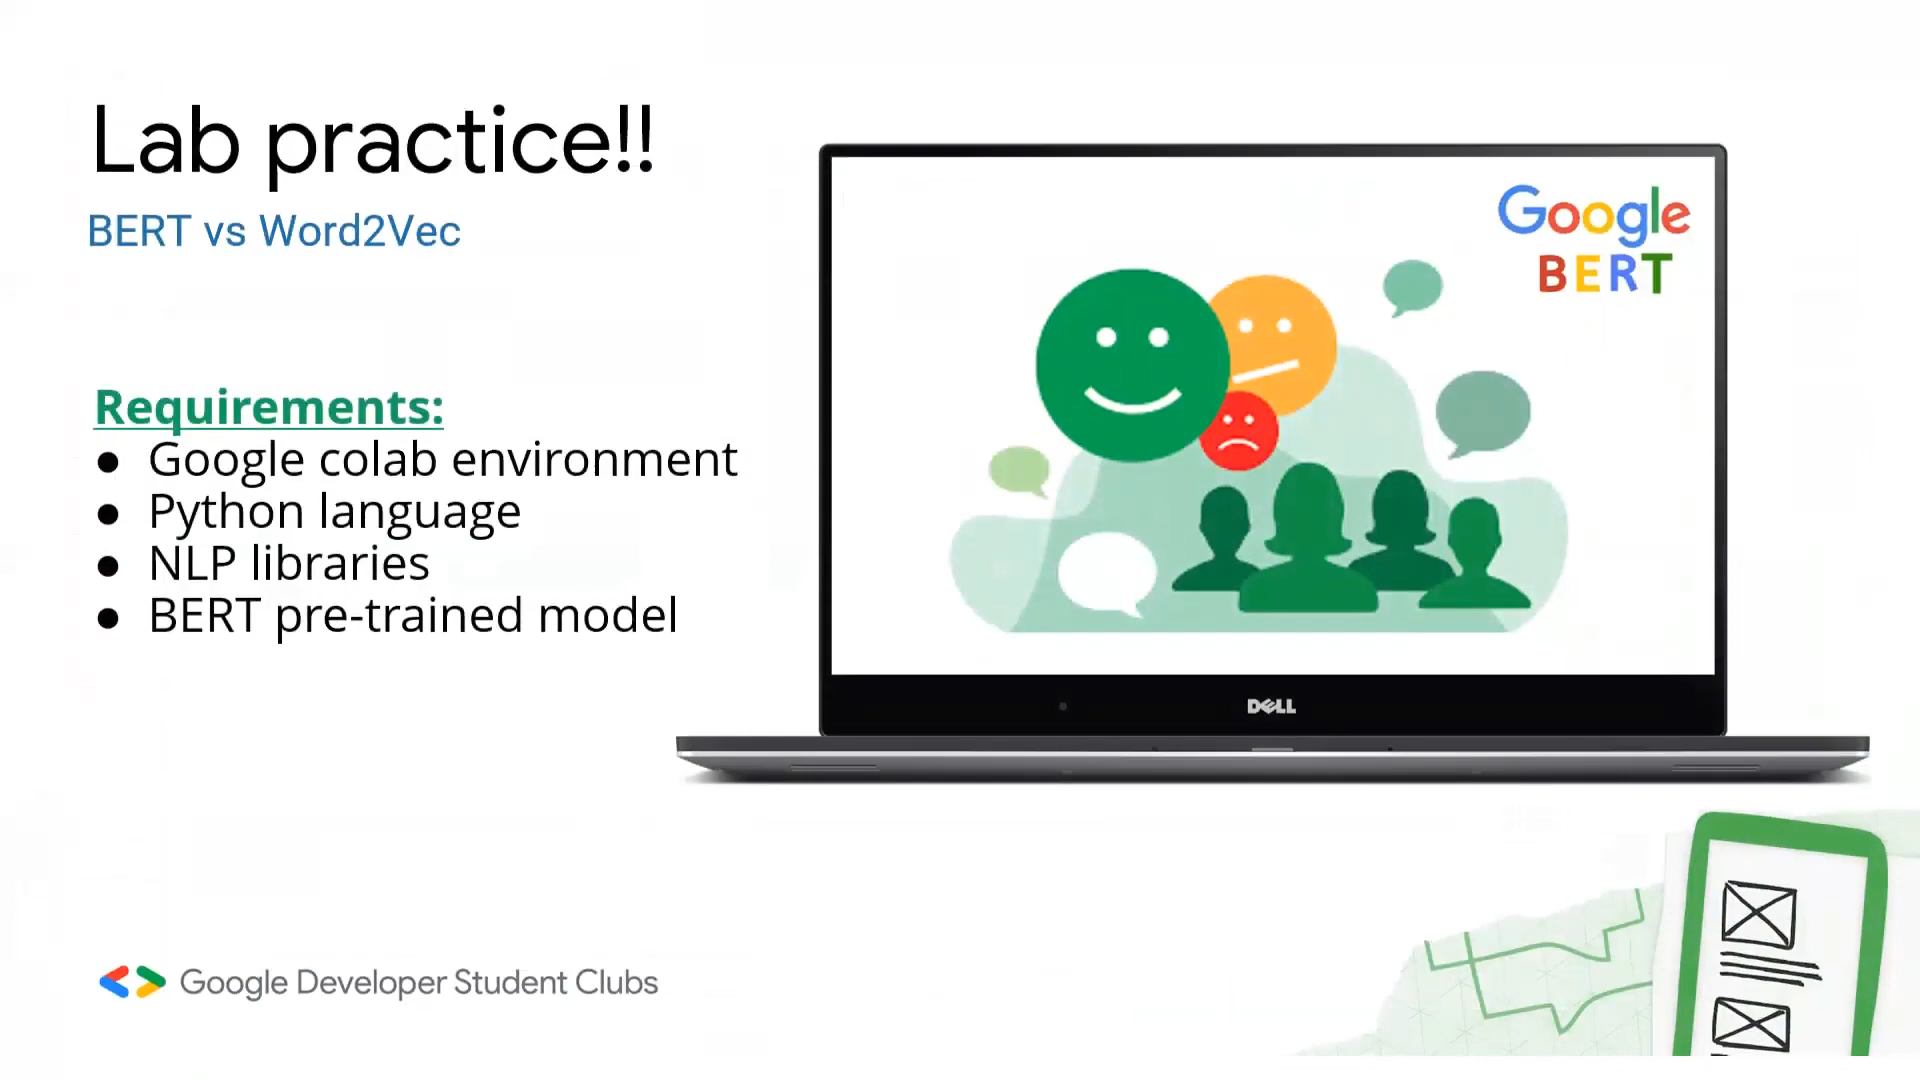 Lab practice!!
BERT vs Word2Vec
Requirements:
● Google colab environment
● Python language
● NLP libraries
● BERT pre-trained model
Google
BERT
DELL
Google Developer Student Clubs